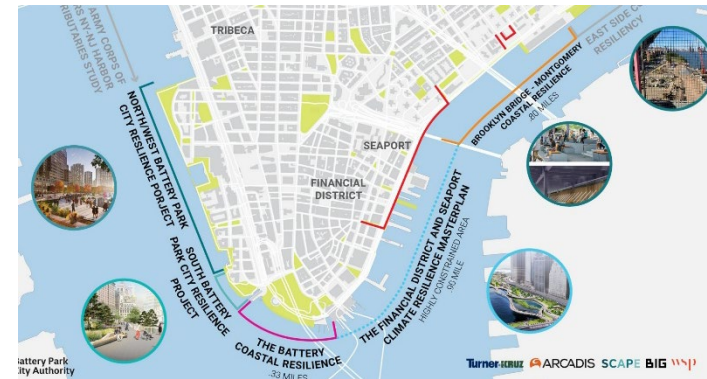 ARMY CORPS OF
RS NY-NJ HARBOR
RIBUTARIES STUDY
TRIBECA
EAST SIDE C
RESILIENCY
BROOKLYN BRIDGE - MONTGOMERY
COASTAL RESILIENCE
.80 MILES
NORTH/WEST BATTERY PARK
CITY RESILIENCE PORJECT
SEAPORT
FINANCIAL
DISTRICT
THE FINANCIAL DISTRICT AND SEAPORT
CLIMATE RESILIENCE MASTERPLAN
HIGHLY CONSTRAINED AREA
.90 MILE
SOUTH BATTERY
PARK CITY RESILIENCE
PROJECT
THE BATTERY
COASTAL RESILIENCE
.33 MILES
Battery Park
City Authority
Turner KRUZ ARCADIS SCAPE BIG wsp